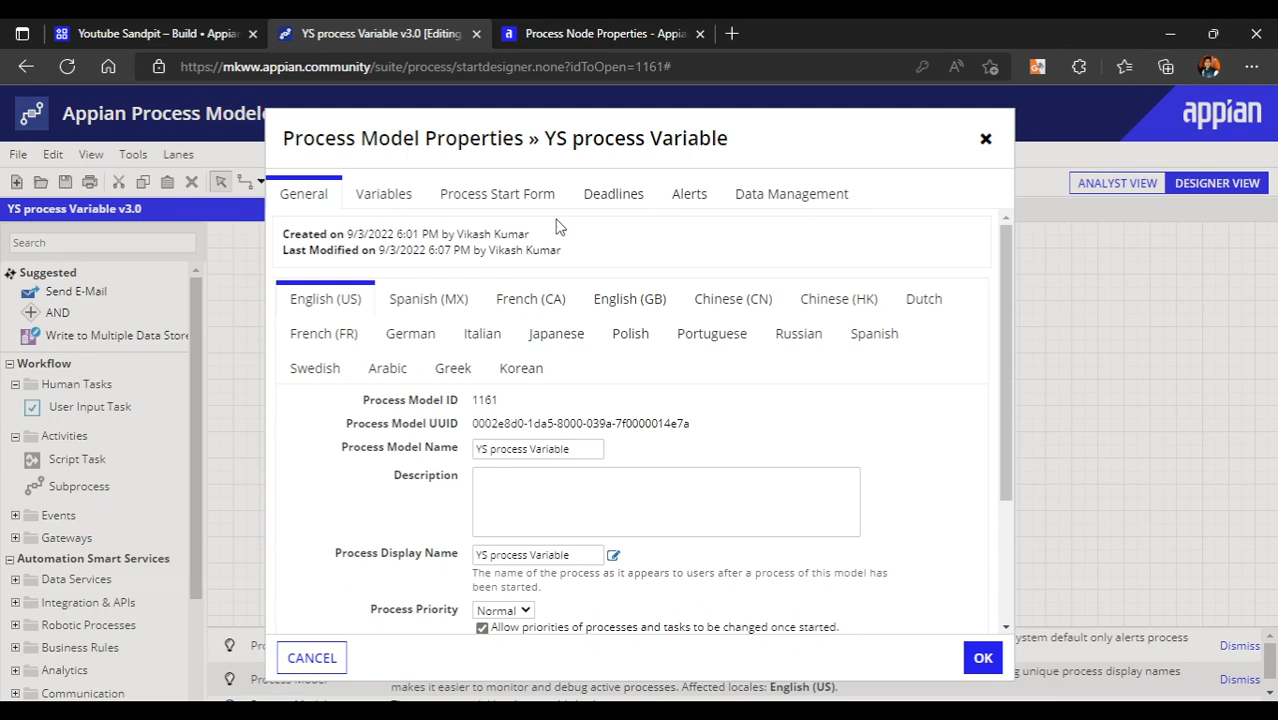 Youtube Sandpit – Build • Appian
YS process Variable v3.0 [Editing
Process Node Properties - Appia
https://mkww.appian.community/suite/process/startdesigner.none?idToOpen=1161#
Appian Process Modele
appian
File Edit View Tools Lanes
ANALYST VIEW DESIGNER VIEW
YS process Variable v3.0
Search
Suggested
Send E-Mail
AND
Write to Multiple Data Store
Workflow
Human Tasks
User Input Task
Activities
Script Task
Subprocess
Events
Gateways
Automation Smart Services
Data Services
Integration & APIs
Robotic Processes
Business Rules
Analytics
Communication
Process Model Properties » YS process Variable
General Variables Process Start Form Deadlines Alerts Data Management
Created on 9/3/2022 6:01 PM by Vikash Kumar
Last Modified on 9/3/2022 6:07 PM by Vikash Kumar
English (US) Spanish (MX) French (CA) English (GB) Chinese (CN) Chinese (HK) Dutch
French (FR) German Italian Japanese Polish Portuguese Russian Spanish
Swedish Arabic Greek Korean
Process Model ID 1161
Process Model UUID 0002e8d0-1da5-8000-039a-7f0000014e7a
Process Model Name YS process Variable
Description
Process Display Name YS process Variable
The name of the process as it appears to users after a process of this model has
been started.
Process Priority Normal
Allow priorities of processes and tasks to be changed once started.
CANCEL OK
ystem default only alerts process
Dismiss
ng unique process display names
makes it easier to monitor and debug active processes. Affected locales: English (US).
Dismiss